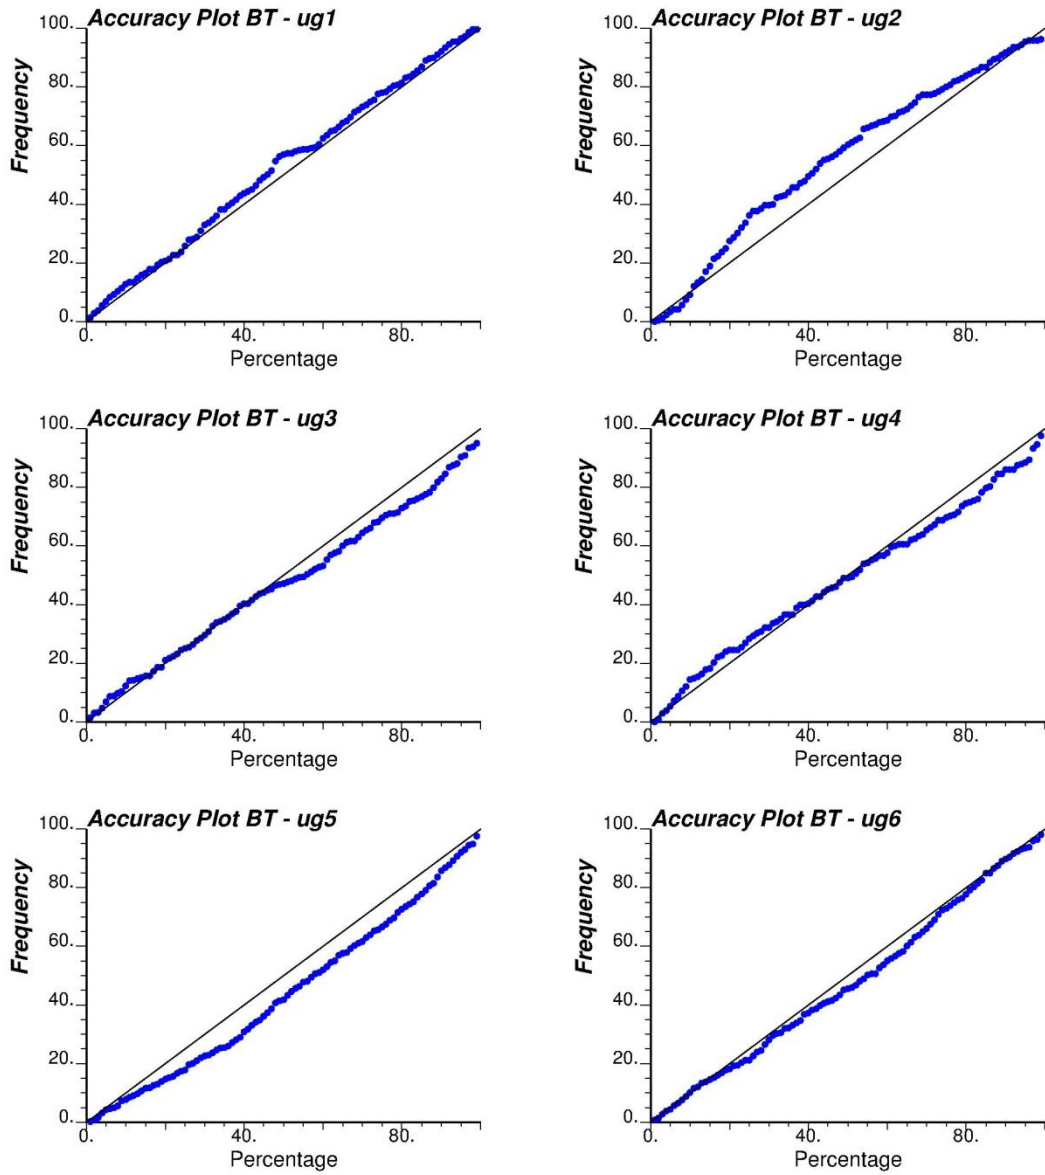 Accuracy Plot BT - ug1
Frequency
100.
80.
60.
40.
20.
0.
0. 40. 80.
Percentage
Accuracy Plot BT - ug2
Frequency
100.
80.
60.
40.
20.
0.
0. 40. 80.
Percentage
Accuracy Plot BT - ug3
Frequency
100.
80.
60.
40.
20.
0.
0. 40. 80.
Percentage
Accuracy Plot BT - ug4
Frequency
100.
80.
60.
40.
20.
0.
0. 40. 80.
Percentage
Accuracy Plot BT - ug5
Frequency
100.
80.
60.
40.
20.
0.
0. 40. 80.
Percentage
Accuracy Plot BT - ug6
Frequency
100.
80.
60.
40.
20.
0.
0. 40. 80.
Percentage